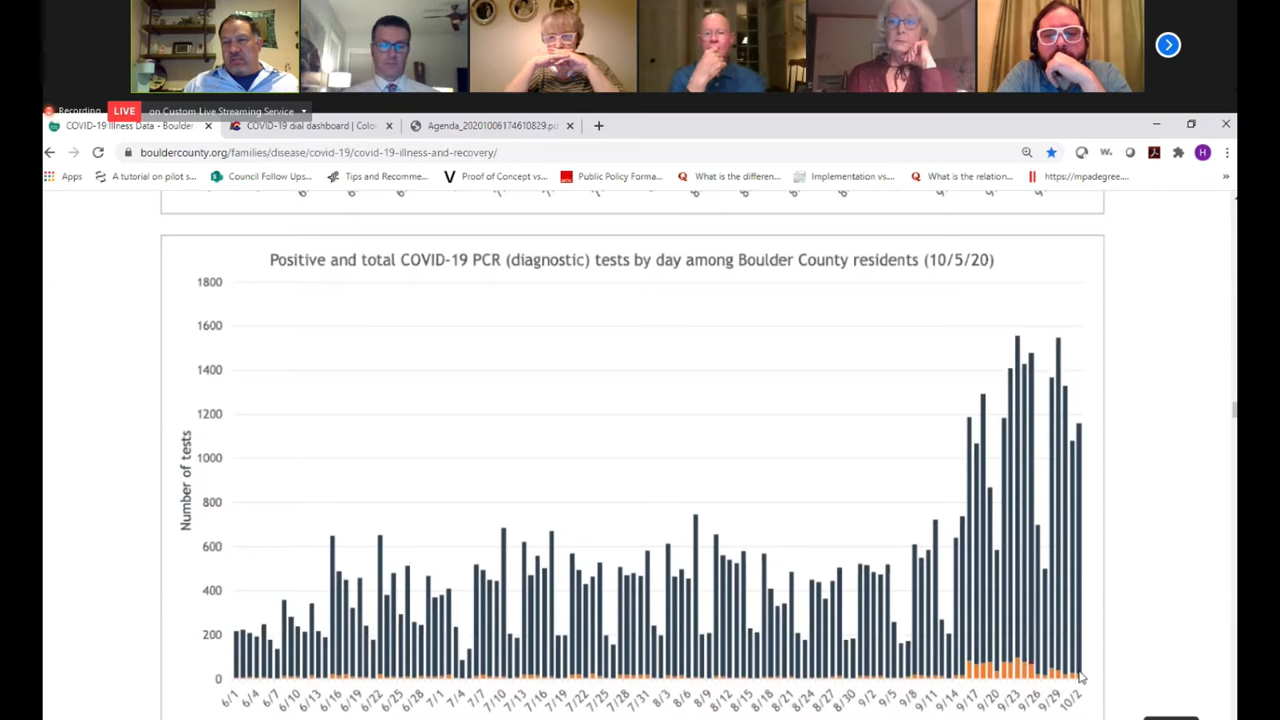 Recording
LIVE on Custom Live Streaming Service
COVID-19 Illness Data - Boulder
COVID-19 dial dashboard | Colo
Agenda_20201006174610829.pd
bouldercounty.org/families/disease/covid-19/covid-19-illness-and-recovery/
Apps
A tutorial on pilot s...
Council Follow Ups...
Tips and Recomme...
Proof of Concept vs...
Public Policy Forma...
What is the differen...
Implementation vs...
What is the relation...
https://mpadegree....
»
Positive and total COVID-19 PCR (diagnostic) tests by day among Boulder County residents (10/5/20)
1800
1600
1400
1200
1000
800
600
400
200
0
Number of tests
6/1 6/4 6/7 6/10 6/13 6/16 6/19 6/22 6/25 6/28 7/1 7/4 7/7 7/10 7/13 7/16 7/19 7/22 7/25 7/28 7/31 8/3 8/6 8/9 8/12 8/15 8/18 8/21 8/24 8/27 8/30 9/2 9/5 9/8 9/11 9/14 9/17 9/20 9/23 9/26 9/29 10/2